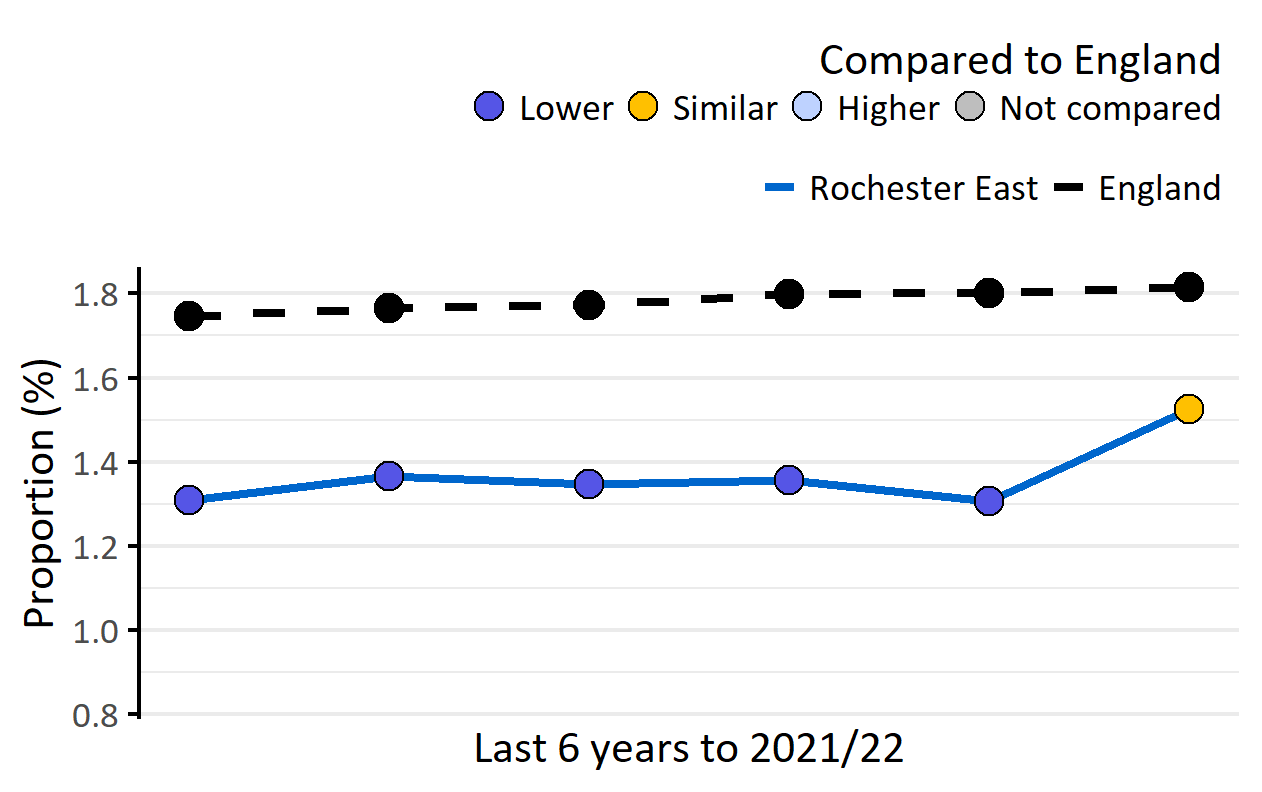 Compared to England
Lower Similar Higher Not compared
Rochester East England
1.8
1.6
1.4
1.2
1.0
0.8
Proportion (%)
Last 6 years to 2021/22